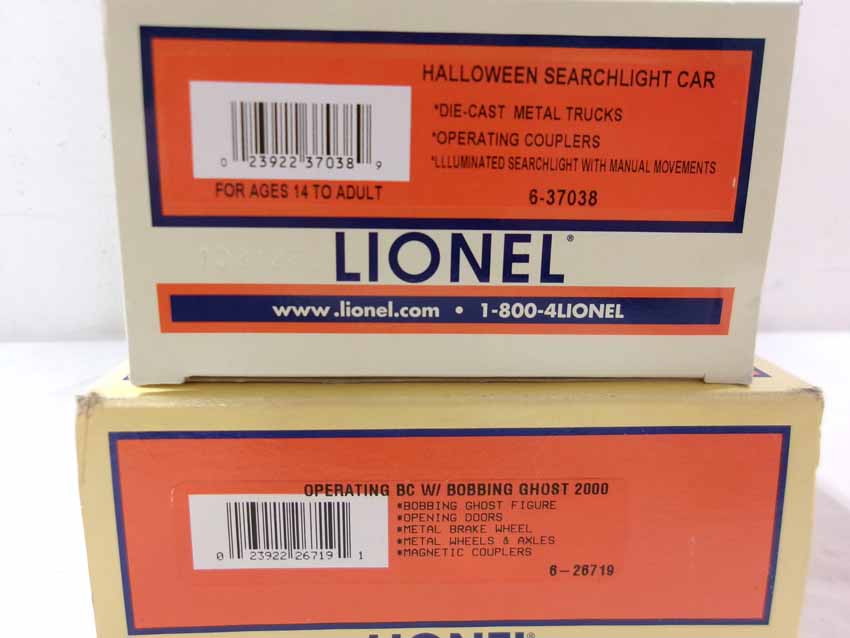 HALLOWEEN SEARCHLIGHT CAR
*DIE-CAST METAL TRUCKS
*OPERATING COUPLERS
*LLLUMINATED SEARCHLIGHT WITH MANUAL MOVEMENTS
0 23922 37038 9
FOR AGES 14 TO ADULT
6-37038
LIONEL®
www.lionel.com • 1-800-4LIONEL
OPERATING BC W/ BOBBING GHOST 2000
*BOBBING GHOST FIGURE
*OPENING DOORS
*METAL BRAKE WHEEL
*METAL WHEELS & AXLES
*MAGNETIC COUPLERS
0 23922 26719 1
6-26719
LIONEL®